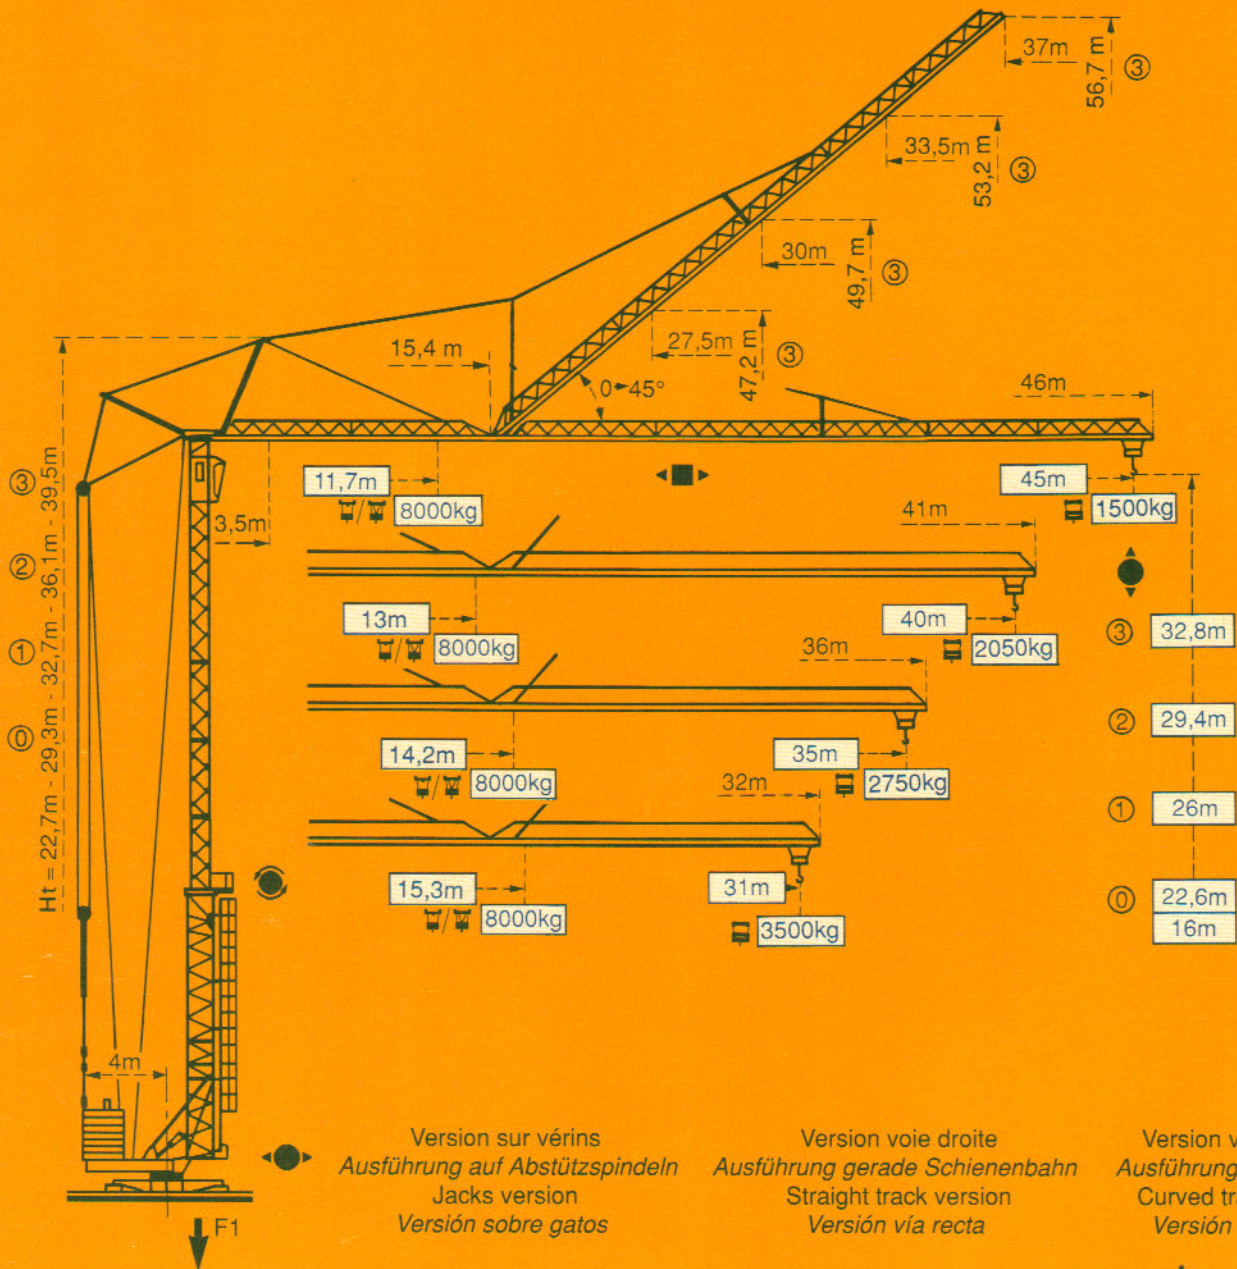 37m
56,7 m
③
33,5m
53,2 m
③
30m
49,7 m
③
15,4 m
27,5m
47,2 m
③
0 45°
46m
Ht = 22,7m - 29,3m - 32,7m - 36,1m - 39,5m
③
②
①
⓪
3,5m
11,7m
8000kg
45m
1500kg
41m
13m
8000kg
40m
2050kg
36m
14,2m
8000kg
35m
2750kg
32m
15,3m
8000kg
31m
3500kg
③ 32,8m
② 29,4m
① 26m
⓪ 22,6m
16m
4m
F1
Version sur vérins
Ausführung auf Abstützspindeln
Jacks version
Versión sobre gatos
Version voie droite
Ausführung gerade Schienenbahn
Straight track version
Versión vía recta
Version
Ausführung
Curved
Versión